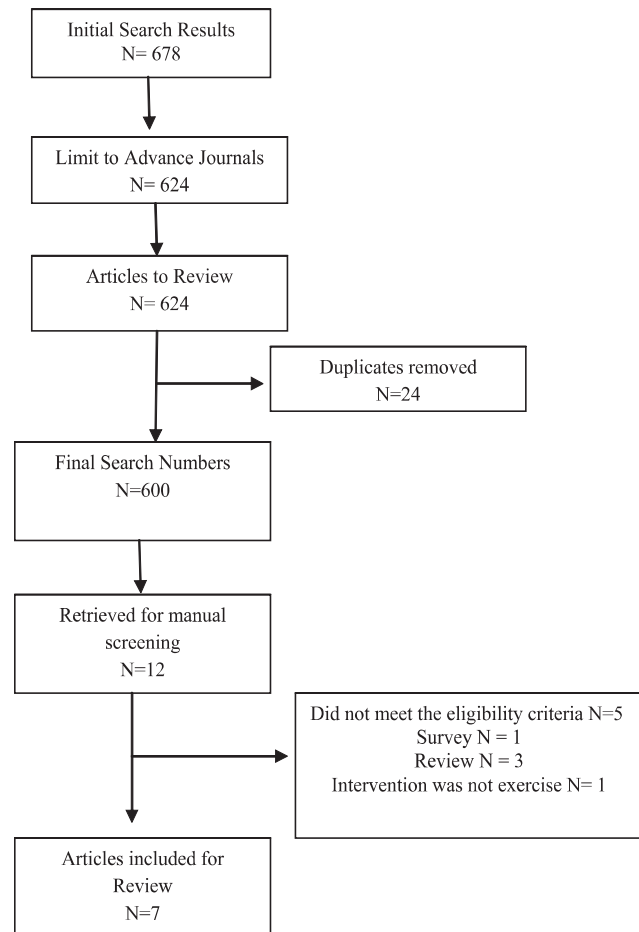 Initial Search Results
N= 678
Limit to Advance Journals
N= 624
Articles to Review
N= 624
Duplicates removed
N=24
Final Search Numbers
N=600
Retrieved for manual
screening
N=12
Did not meet the eligibility criteria N=5
Survey N = 1
Review N = 3
Intervention was not exercise N= 1
Articles included for
Review
N=7